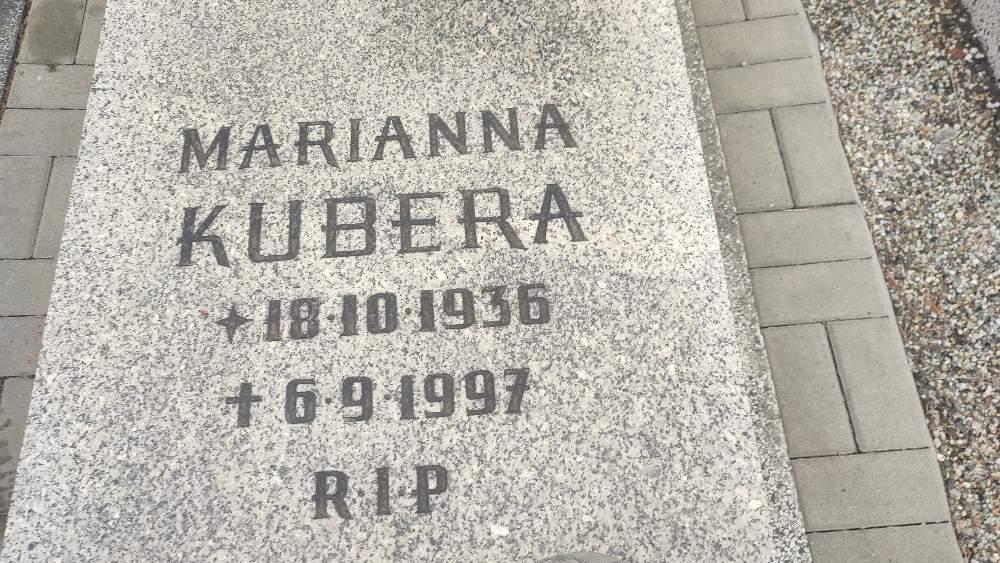 MARIANNA
KUBERA
✦ 18·10·1936
✝ 6·9·1997
R·I·P